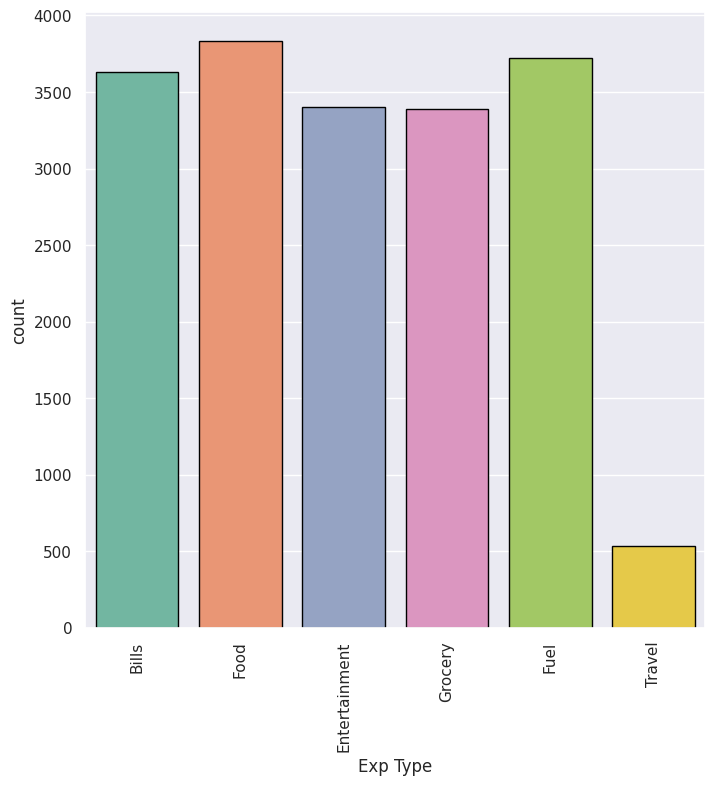 4000
3500
3000
2500
2000
1500
1000
500
0
count
Bills
Food
Entertainment
Grocery
Fuel
Travel
Exp Type